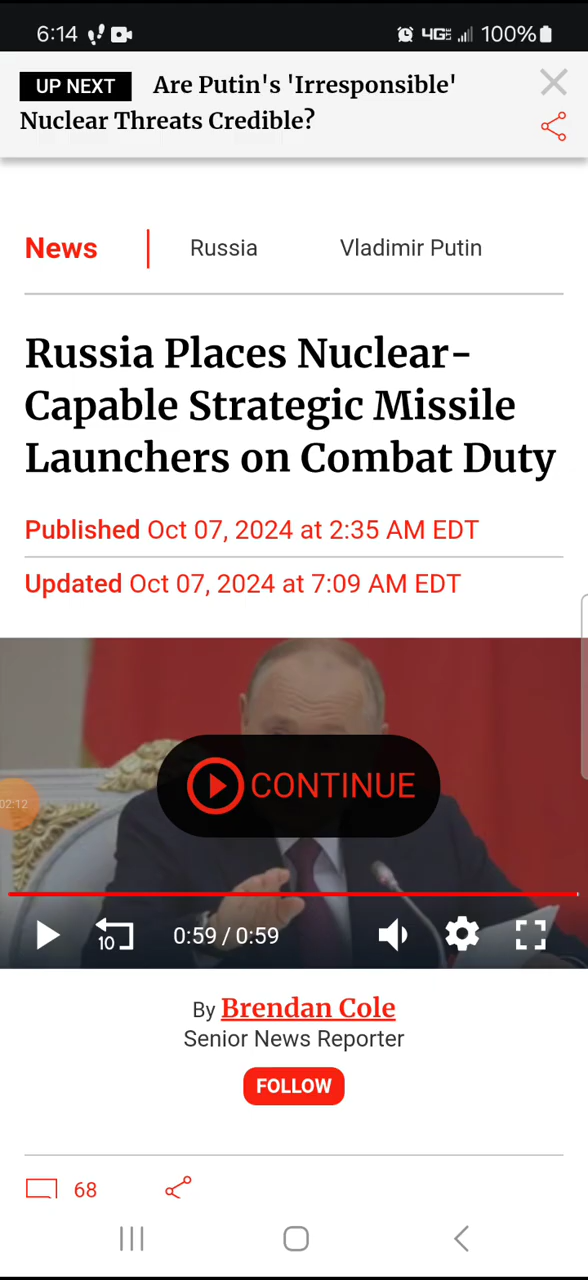 6:14 4GE 100%
UP NEXT Are Putin's 'Irresponsible'
Nuclear Threats Credible?
News Russia Vladimir Putin
Russia Places Nuclear-
Capable Strategic Missile
Launchers on Combat Duty
Published Oct 07, 2024 at 2:35 AM EDT
Updated Oct 07, 2024 at 7:09 AM EDT
CONTINUE
02:12
10 0:59 / 0:59
By Brendan Cole
Senior News Reporter
FOLLOW
68